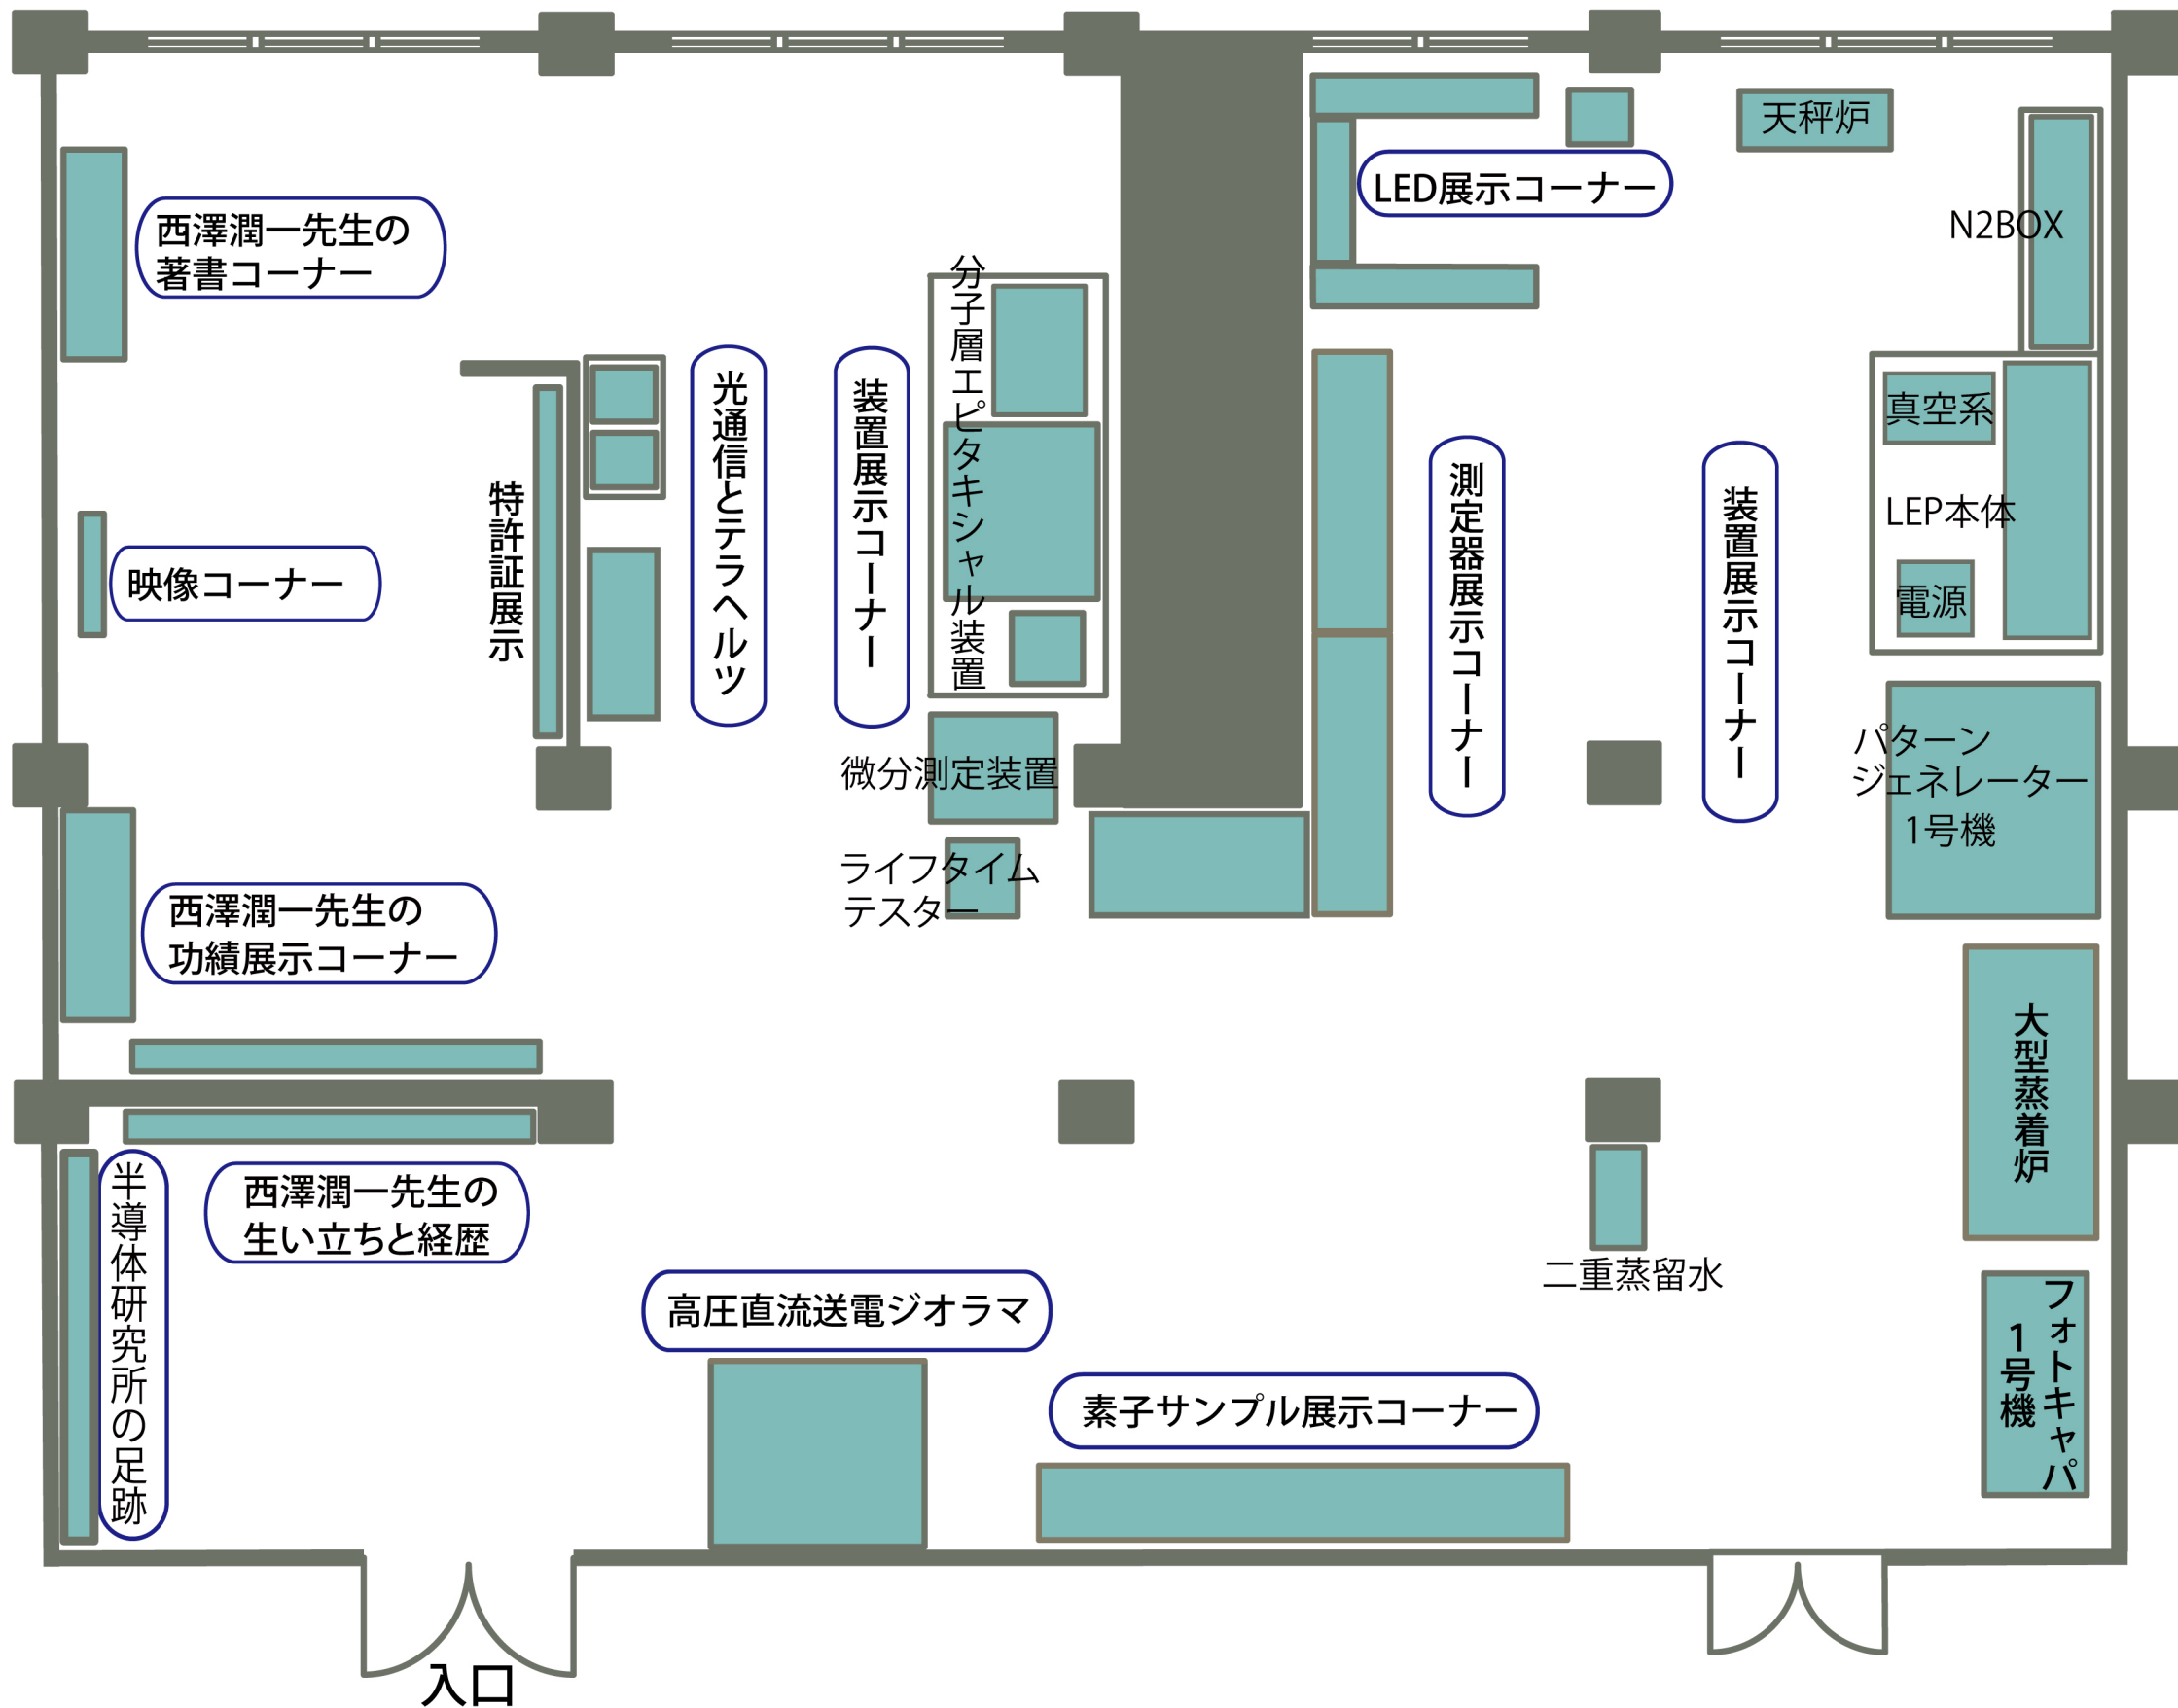 西澤潤一先生の
著書コーナー
映像コーナー
特許証展示
光通信とテラヘルツ
装置展示コーナー
分子層エピタキシャル装置
微分測定装置
ライフタイム
テスター
LED展示コーナー
天秤炉
N2BOX
真空系
LEP本体
電源
測定器展示コーナー
装置展示コーナー
パターン
ジェネレーター
1号機
大型蒸着炉
フォトキャパ
1号機
二重蒸留水
西澤潤一先生の
功績展示コーナー
西澤潤一先生の
生い立ちと経歴
半導体研究所の足跡
高圧直流送電ジオラマ
素子サンプル展示コーナー
入口